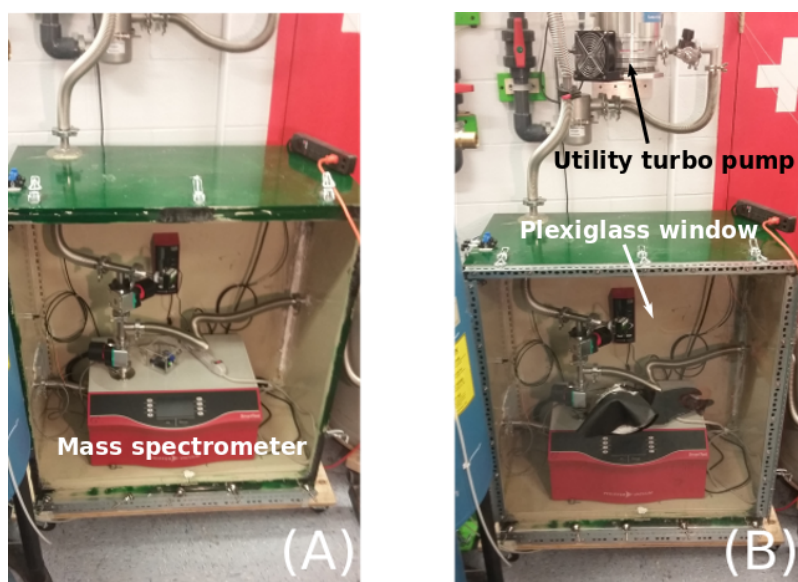 Utility turbo pump
Plexiglass window
Mass spectrometer
(A)
(B)